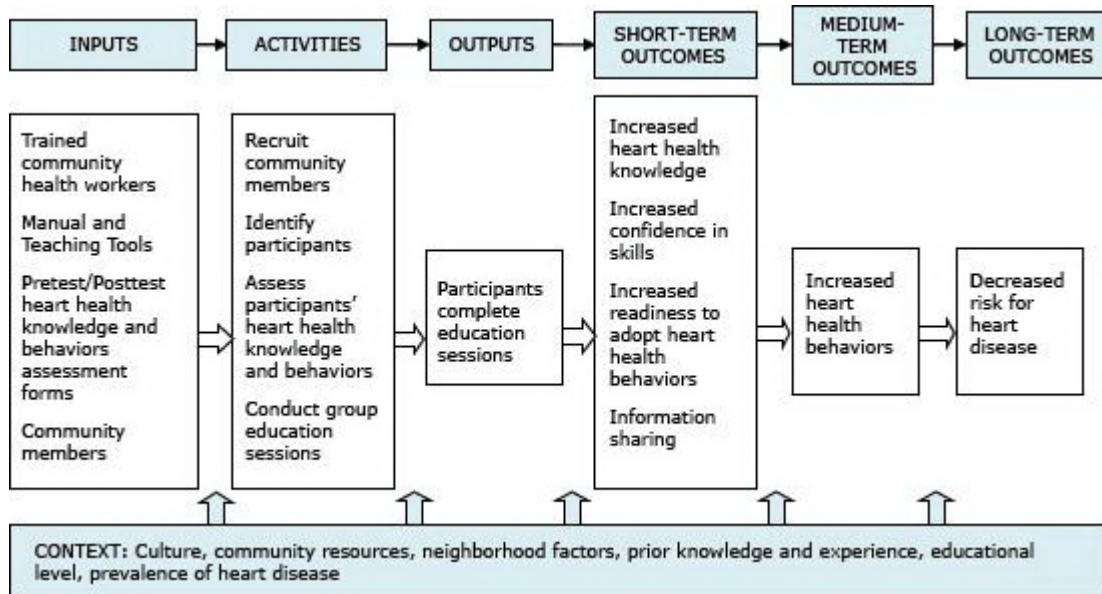 INPUTS
ACTIVITIES
OUTPUTS
SHORT-TERM
OUTCOMES
MEDIUM-
TERM
OUTCOMES
LONG-TERM
OUTCOMES
Trained
community
health workers
Manual and
Teaching Tools
Pretest/Posttest
heart health
knowledge and
behaviors
assessment
forms
Community
members
Recruit
community
members
Identify
participants
Assess
participants’
heart health
knowledge
and behaviors
Conduct group
education
sessions
Participants
complete
education
sessions
Increased
heart health
knowledge
Increased
confidence in
skills
Increased
readiness to
adopt heart
health
behaviors
Information
sharing
Increased
heart
health
behaviors
Decreased
risk for
heart
disease
CONTEXT: Culture, community resources, neighborhood factors, prior knowledge and experience, educational
level, prevalence of heart disease